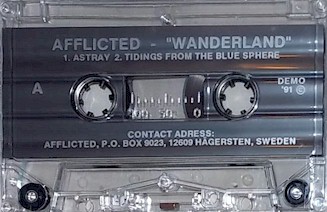 AFFLICTED - "WANDERLAND"
1. ASTRAY 2. TIDINGS FROM THE BLUE SPHERE
A
DEMO
'91 ©
100 50 0
CONTACT ADRESS:
AFFLICTED, P.O. BOX 9023, 12609 HÄGERSTEN, SWEDEN